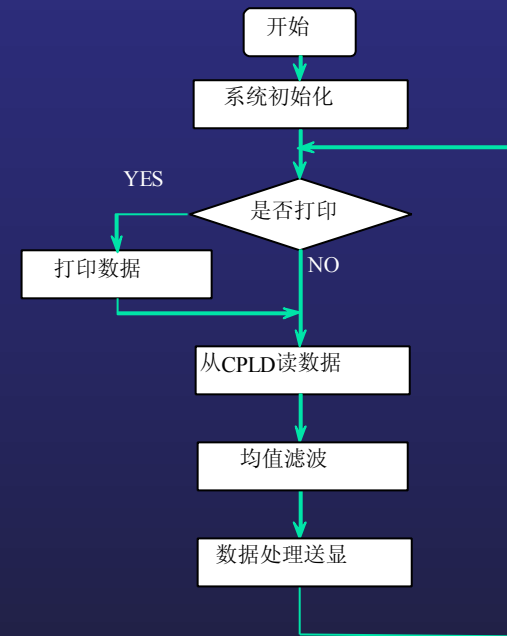 开始
系统初始化
YES
是否打印
打印数据
NO
从CPLD读数据
均值滤波
数据处理送显